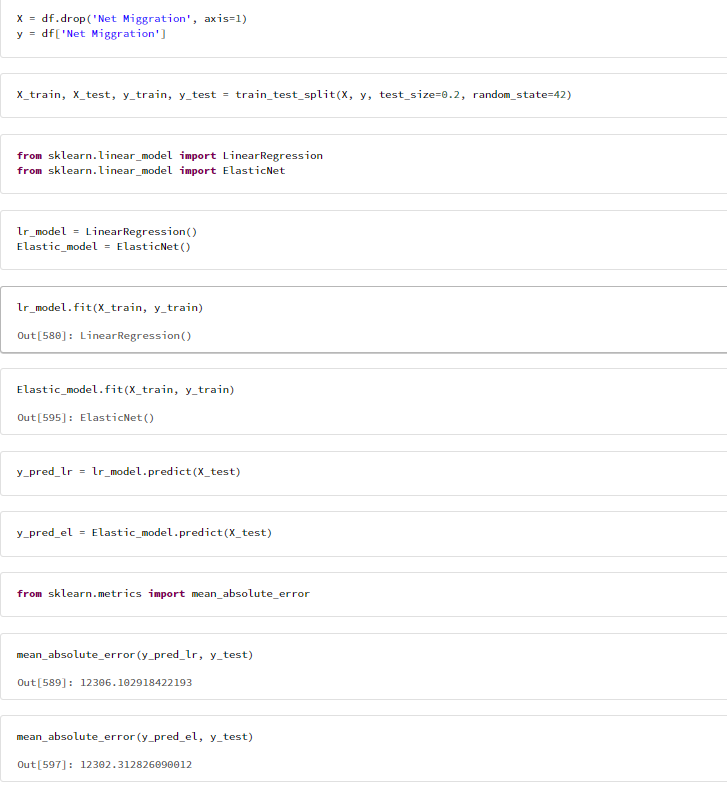 X = df.drop('Net Miggration', axis=1)
y = df['Net Miggration']
X_train, X_test, y_train, y_test = train_test_split(X, y, test_size=0.2, random_state=42)
from sklearn.linear_model import LinearRegression
from sklearn.linear_model import ElasticNet
lr_model = LinearRegression()
Elastic_model = ElasticNet()
lr_model.fit(X_train, y_train)
Out[580]: LinearRegression()
Elastic_model.fit(X_train, y_train)
Out[595]: ElasticNet()
y_pred_lr = lr_model.predict(X_test)
y_pred_el = Elastic_model.predict(X_test)
from sklearn.metrics import mean_absolute_error
mean_absolute_error(y_pred_lr, y_test)
Out[589]: 12306.102918422193
mean_absolute_error(y_pred_el, y_test)
Out[597]: 12302.312826090012